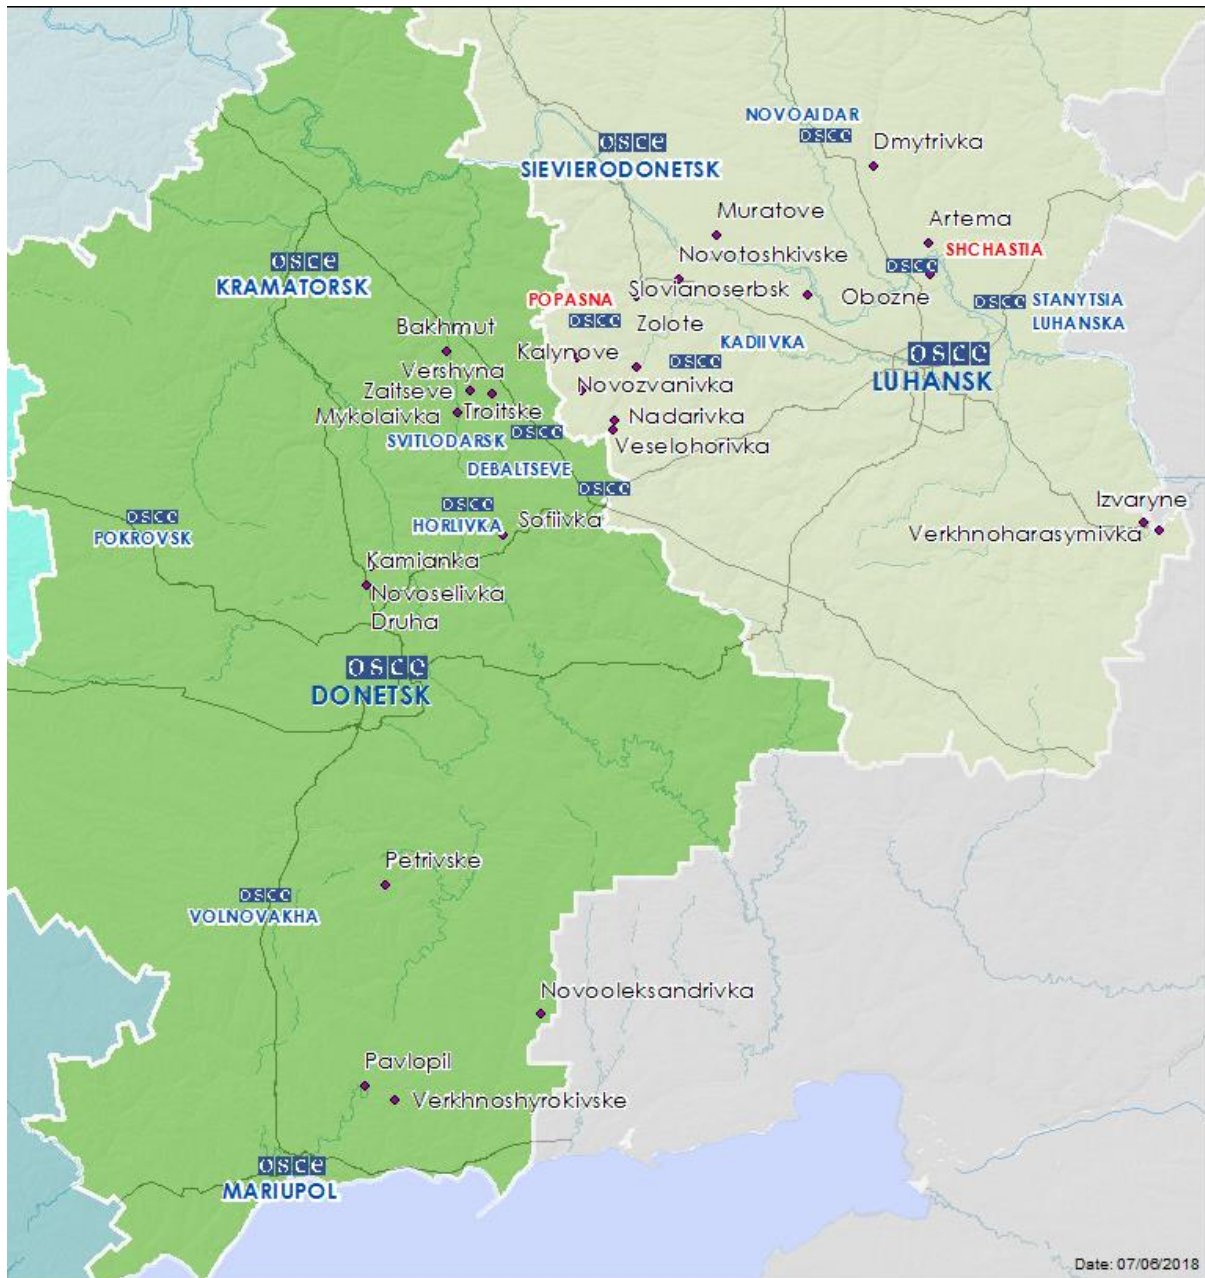 NOVOAIDAR
osce
Dmytrivka
osce
SIEVIERODONETSK
Muratove
Artema
SHCHASTIA
Novotoshkivske
osce
osce
KRAMATORSK
Slovianoserbsk
Obozne
POPASNA
osce
osce
STANYTSIA
LUHANSKA
Zolote
Bakhmut
Kalynove
KADIIVKA
osce
osce
LUHANSK
Vershyna
Zaitseve
Novozvanivka
Mykolaivka
Troitske
Nadarivka
SVITLODARSK
osce
Veselohorivka
DEBALTSEVE
osce
osce
Izvaryne
osce
POKROVSK
HORLIVKA
Sofiivka
Verkhnoharasymivka
Kamianka
Novoselivka
Druha
osce
DONETSK
Petrivske
osce
VOLNOVAKHA
Novooleksandrivka
Pavlopil
Verkhnoshyrokivske
osce
MARIUPOL
Date: 07/06/2018